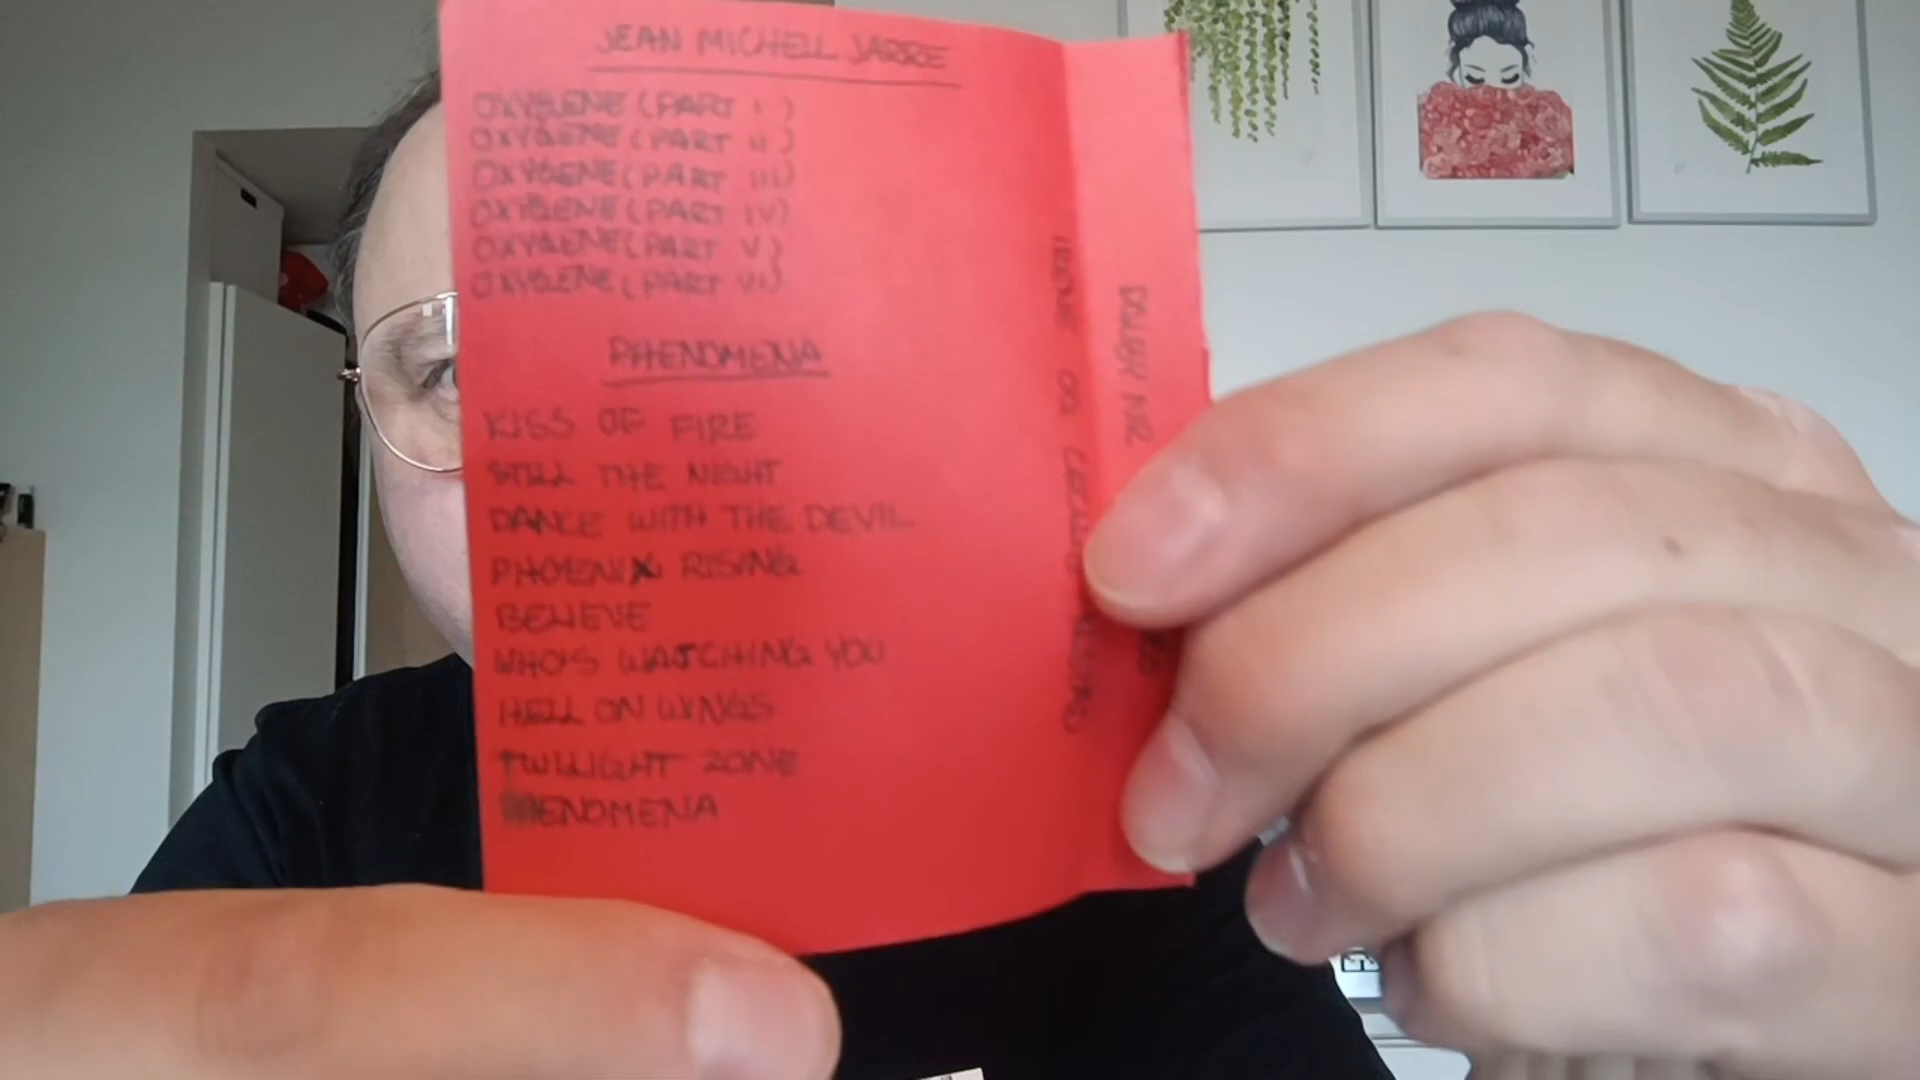 JEAN MICHELL JARRE
OXYGENE (PART I)
OXYGENE (PART II)
OXYGENE (PART III)
OXYGENE (PART IV)
OXYGENE (PART V)
OXYGENE (PART VI)
PHENOMENA
KISS OF FIRE
STILL THE NIGHT
DANCE WITH THE DEVIL
PHOENIX RISING
BELIEVE
WHO'S WATCHING YOU
HELL ON WINGS
TWILIGHT ZONE
PHENOMENA